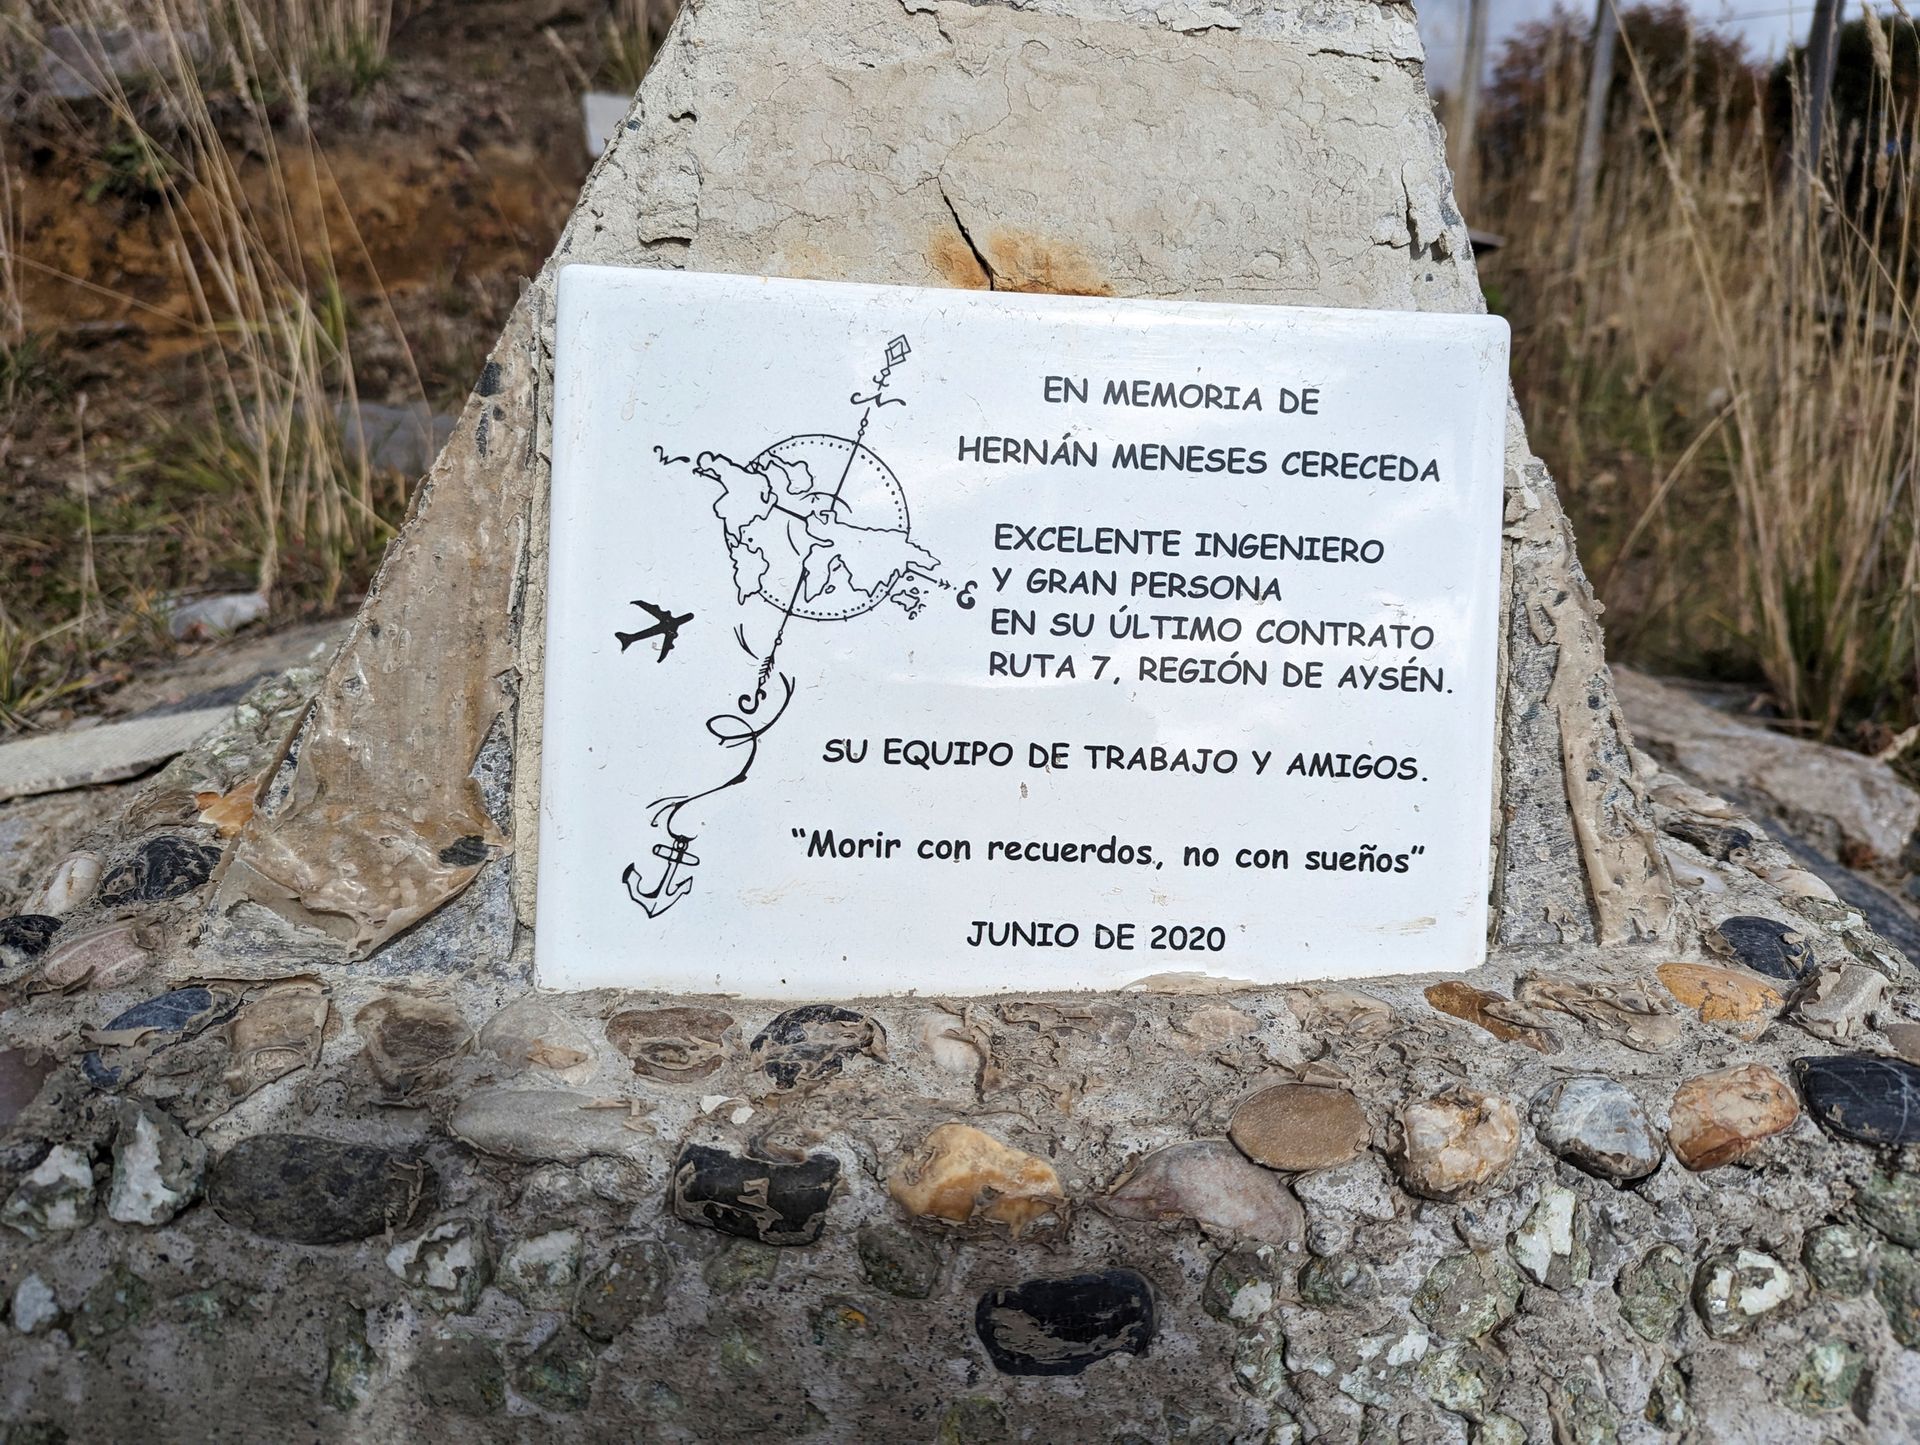 EN MEMORIA DE
HERNÁN MENESES CERECEDA
EXCELENTE INGENIERO
Y GRAN PERSONA
EN SU ÚLTIMO CONTRATO
RUTA 7, REGIÓN DE AYSÉN.
SU EQUIPO DE TRABAJO Y AMIGOS.
"Morir con recuerdos, no con sueños"
JUNIO DE 2020